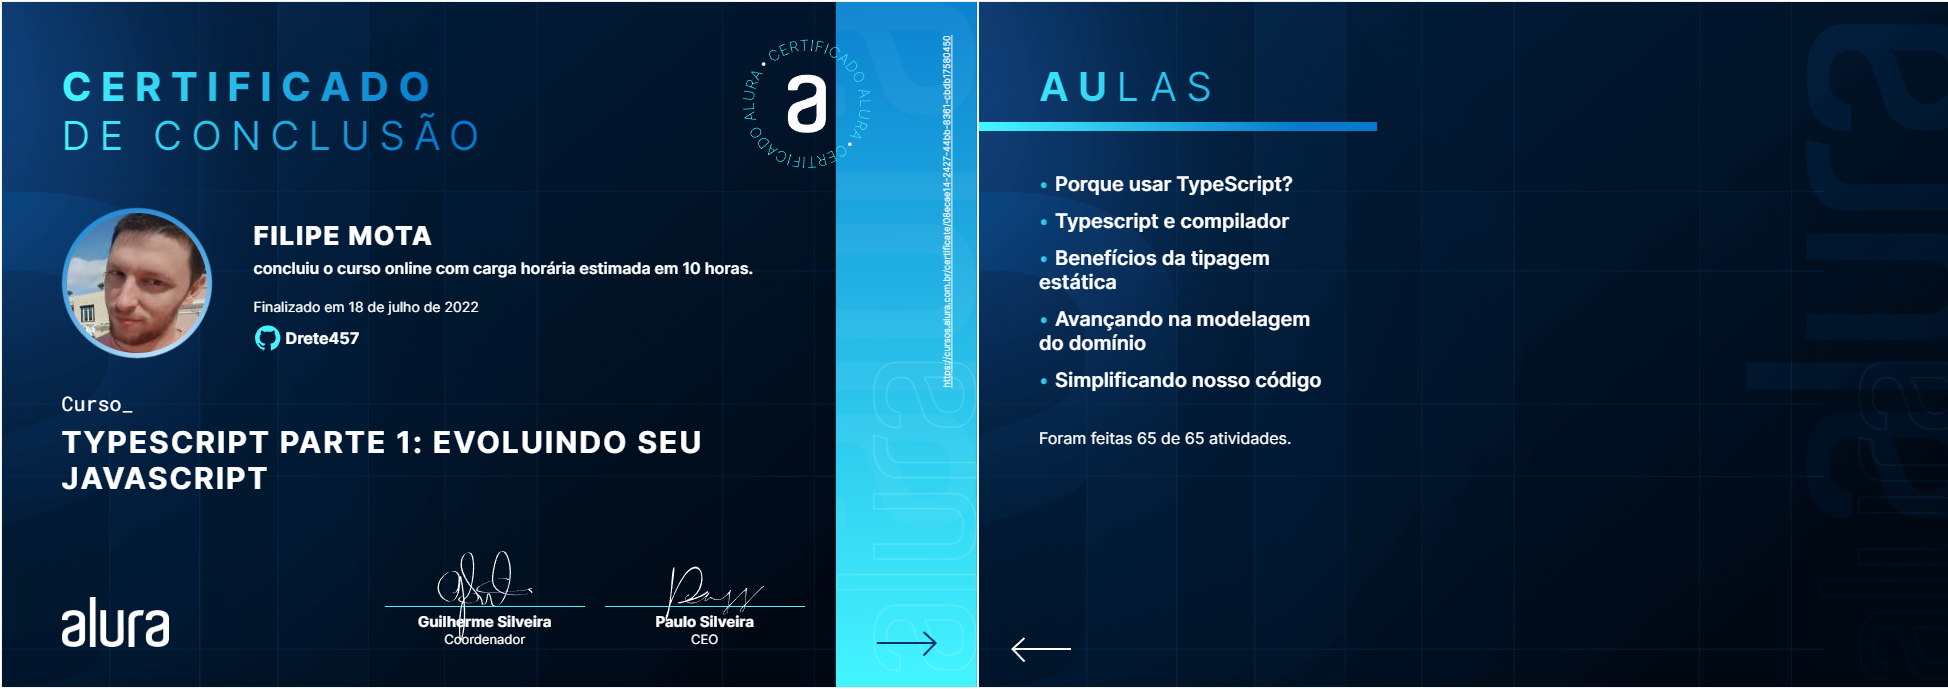 CERTIFICADO
DE CONCLUSÃO
CERTIFICADO ALURA • CERTIFICADO ALURA •
a
FILIPE MOTA
concluiu o curso online com carga horária estimada em 10 horas.
Finalizado em 18 de julho de 2022
Drete457
Curso_
TYPESCRIPT PARTE 1: EVOLUINDO SEU
JAVASCRIPT
alura
Guilherme Silveira
Coordenador
Paulo Silveira
CEO
https://cursos.alura.com.br/certificate/08ecae14-2427-44bb-8361-cbdb17580450
alura
AULAS
• Porque usar TypeScript?
• Typescript e compilador
• Benefícios da tipagem
estática
• Avançando na modelagem
do domínio
• Simplificando nosso código
Foram feitas 65 de 65 atividades.
alura
alura